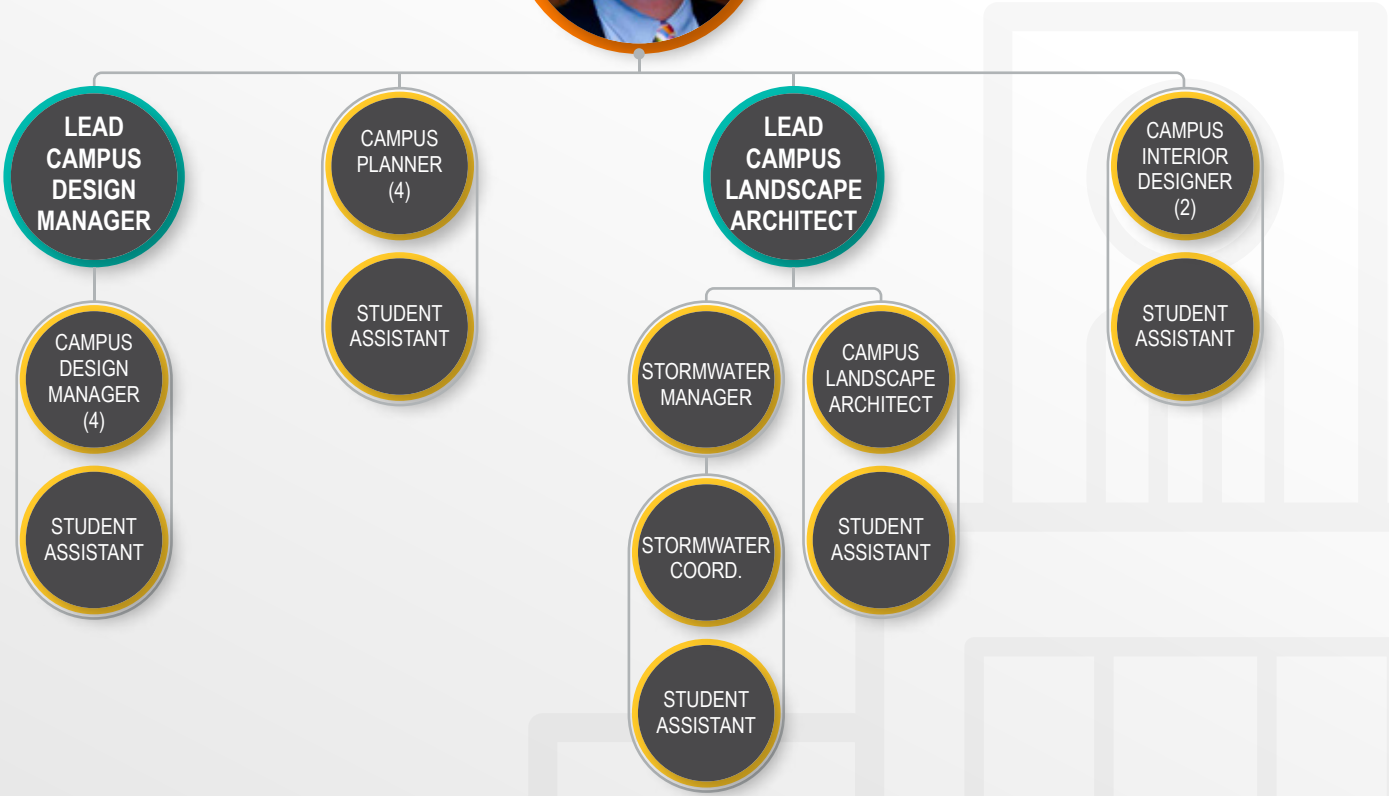 LEAD
CAMPUS
DESIGN
MANAGER
CAMPUS
DESIGN
MANAGER
(4)
STUDENT
ASSISTANT
CAMPUS
PLANNER
(4)
STUDENT
ASSISTANT
LEAD
CAMPUS
LANDSCAPE
ARCHITECT
STORMWATER
MANAGER
STORMWATER
COORD.
STUDENT
ASSISTANT
CAMPUS
LANDSCAPE
ARCHITECT
STUDENT
ASSISTANT
CAMPUS
INTERIOR
DESIGNER
(2)
STUDENT
ASSISTANT